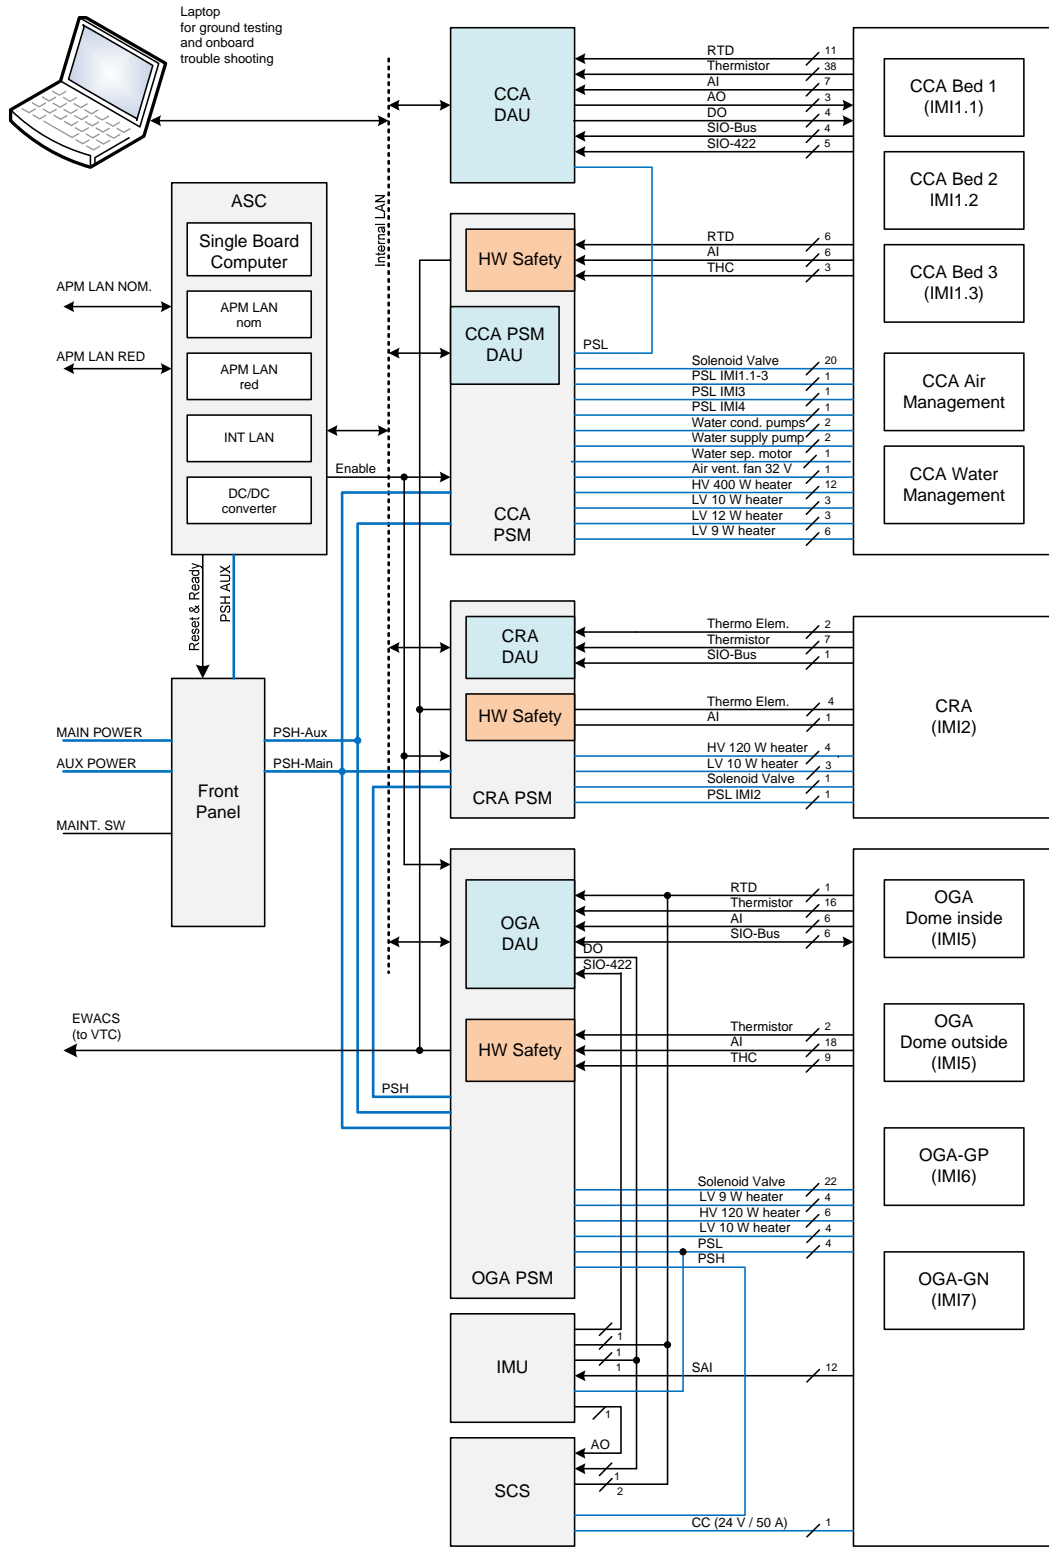 Laptop
for ground testing
and onboard
trouble shooting
CCA
DAU
RTD 11
Thermistor 38
AI 7
AO 3
DO 4
SIO-Bus 4
SIO-422 5
CCA Bed 1
(IMI1.1)
CCA Bed 2
IMI1.2
CCA Bed 3
(IMI1.3)
CCA Air
Management
CCA Water
Management
Internal LAN
ASC
Single Board
Computer
APM LAN
nom
APM LAN
red
INT LAN
DC/DC
converter
APM LAN NOM.
APM LAN RED
Enable
Reset & Ready
PSH AUX
HW Safety
RTD 6
AI 6
THC 3
CCA PSM
DAU
PSL
Solenoid Valve 20
PSL IMI1.1-3 1
PSL IMI3 1
PSL IMI4 1
Water cond. pumps 2
Water supply pump 2
Water sep. motor 1
Air vent. fan 32 V 1
HV 400 W heater 12
LV 10 W heater 3
LV 12 W heater 3
LV 9 W heater 6
CCA
PSM
CRA
DAU
Thermo Elem. 2
Thermistor 7
SIO-Bus 1
HW Safety
Thermo Elem. 4
AI 1
HV 120 W heater 4
LV 10 W heater 3
Solenoid Valve 1
PSL IMI2 1
CRA PSM
CRA
(IMI2)
MAIN POWER
AUX POWER
MAINT. SW
Front
Panel
PSH-Aux
PSH-Main
OGA
DAU
RTD 1
Thermistor 16
AI 6
SIO-Bus 6
DO
SIO-422
OGA
Dome inside
(IMI5)
EWACS
(to VTC)
HW Safety
Thermistor 2
AI 18
THC 9
OGA
Dome outside
(IMI5)
PSH
OGA-GP
(IMI6)
Solenoid Valve 22
LV 9 W heater 4
HV 120 W heater 6
LV 10 W heater 4
PSL 4
PSH
OGA PSM
OGA-GN
(IMI7)
IMU
1
1
1
SAI 12
1
AO
SCS
1
2
CC (24 V / 50 A) 1